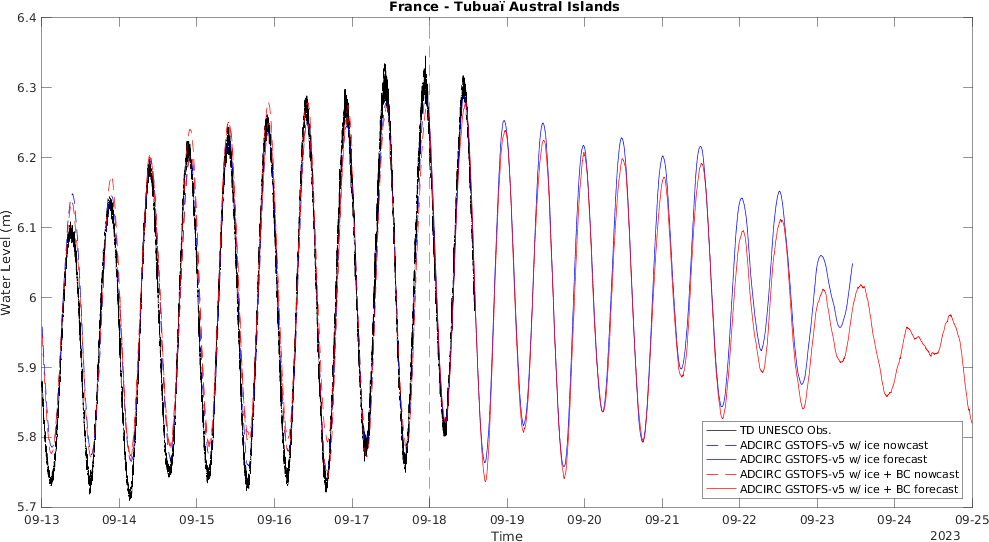 France - Tubuaï Austral Islands
6.4
6.3
6.2
6.1
6
5.9
5.8
5.7
Water Level (m)
TD UNESCO Obs.
ADCIRC GSTOFS-v5 w/ ice nowcast
ADCIRC GSTOFS-v5 w/ ice forecast
ADCIRC GSTOFS-v5 w/ ice + BC nowcast
ADCIRC GSTOFS-v5 w/ ice + BC forecast
09-13 09-14 09-15 09-16 09-17 09-18 09-19 09-20 09-21 09-22 09-23 09-24 09-25
Time 2023